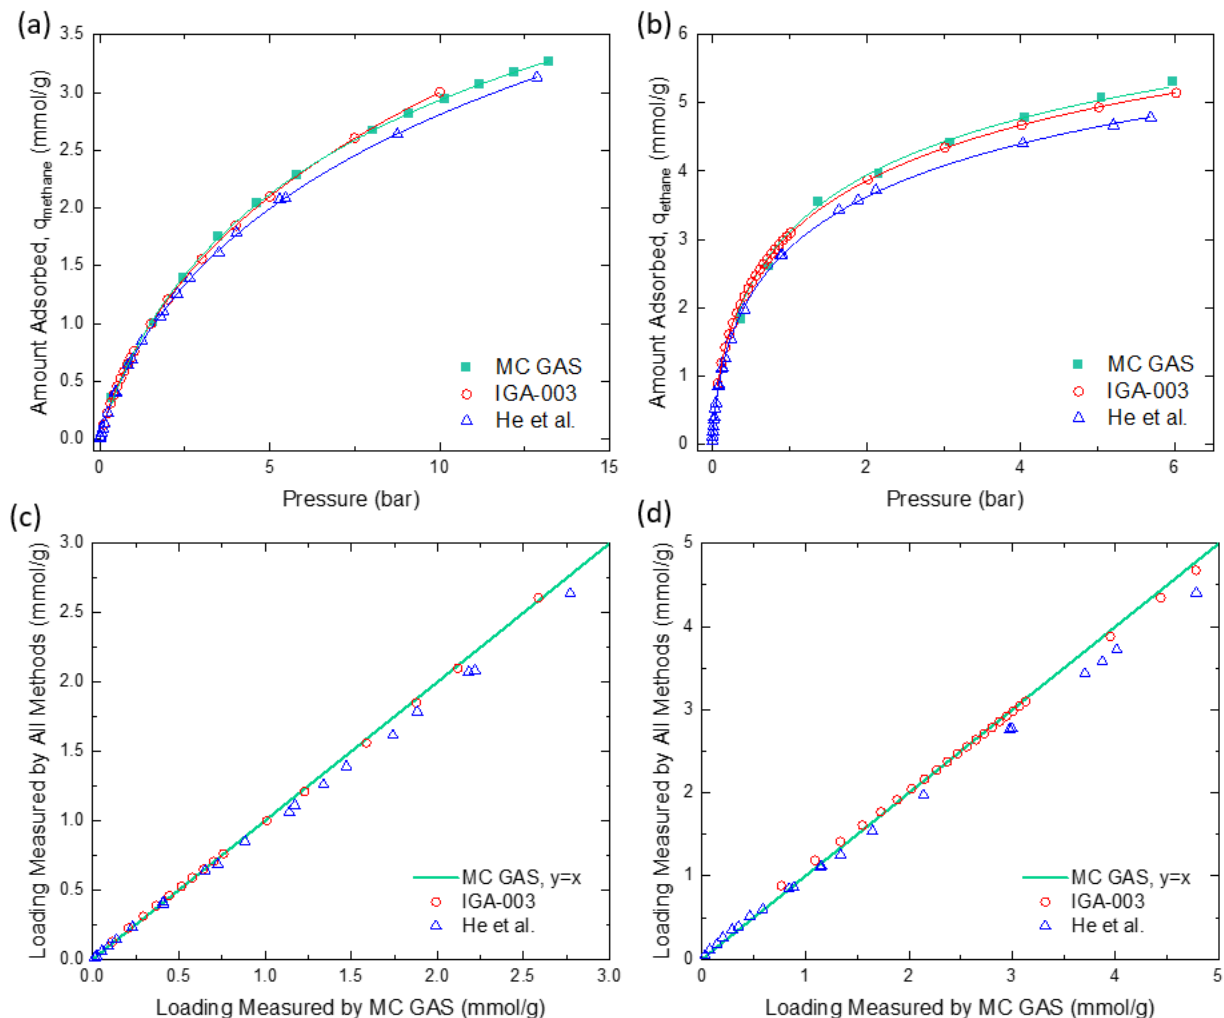 (a)
Amount Adsorbed, qmethane (mmol/g)
3.5
3.0
2.5
2.0
1.5
1.0
0.5
0.0
MC GAS
IGA-003
He et al.
0
5
10
15
Pressure (bar)
(b)
Amount Adsorbed, qethane (mmol/g)
6
5
4
3
2
1
0
MC GAS
IGA-003
He et al.
0
2
4
6
Pressure (bar)
(c)
Loading Measured by All Methods (mmol/g)
3.0
2.5
2.0
1.5
1.0
0.5
0.0
MC GAS, y=x
IGA-003
He et al.
0.0
0.5
1.0
1.5
2.0
2.5
3.0
Loading Measured by MC GAS (mmol/g)
(d)
Loading Measured by All Methods (mmol/g)
5
4
3
2
1
0
MC GAS, y=x
IGA-003
He et al.
0
1
2
3
4
5
Loading Measured by MC GAS (mmol/g)